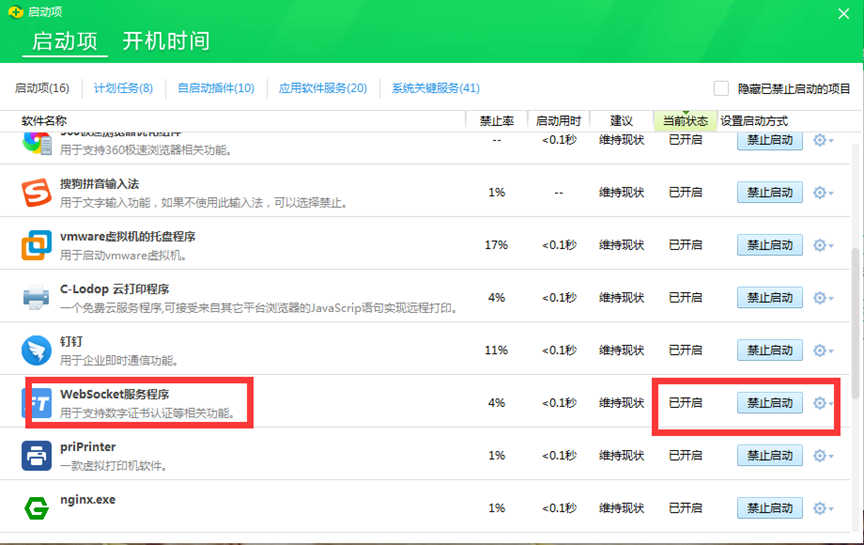 启动项
启动项 开机时间
启动项(16) 计划任务(8) 自启动插件(10) 应用软件服务(20) 系统关键服务(41) 隐藏已禁止启动的项目
软件名称 禁止率 启动用时 建议 当前状态 设置启动方式
360极速浏览器优化组件 -- <0.1秒 维持现状 已开启 禁止启动
用于支持360极速浏览器相关功能。
搜狗拼音输入法 1% -- 维持现状 已开启 禁止启动
用于文字输入功能，如果不使用此输入法，可以选择禁止。
vmware虚拟机的托盘程序 17% <0.1秒 维持现状 已开启 禁止启动
用于启动vmware虚拟机。
C-Lodop 云打印程序 4% <0.1秒 维持现状 已开启 禁止启动
一个免费云服务程序,可接受来自其它平台浏览器的JavaScrip语句实现远程打印。
钉钉 11% <0.1秒 维持现状 已开启 禁止启动
用于企业即时通信功能。
FT WebSocket服务程序 4% <0.1秒 维持现状 已开启 禁止启动
用于支持数字证书认证等相关功能。
priPrinter 1% <0.1秒 维持现状 已开启 禁止启动
一款虚拟打印机软件。
nginx.exe 1% <0.1秒 维持现状 已开启 禁止启动